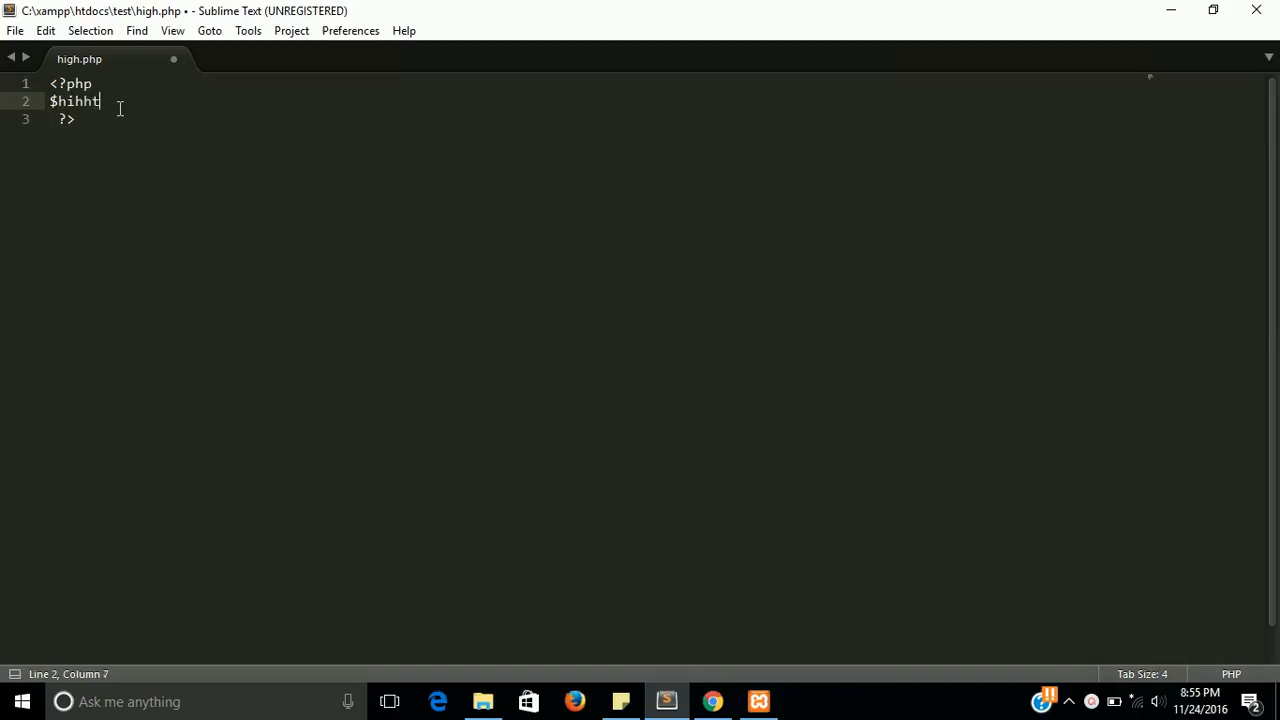 C:\xampp\htdocs\test\high.php • - Sublime Text (UNREGISTERED)
File Edit Selection Find View Goto Tools Project Preferences Help
high.php
1 <?php
2 $hihht
3 ?>
Line 2, Column 7 Tab Size: 4 PHP
Ask me anything
8:55 PM
11/24/2016
2